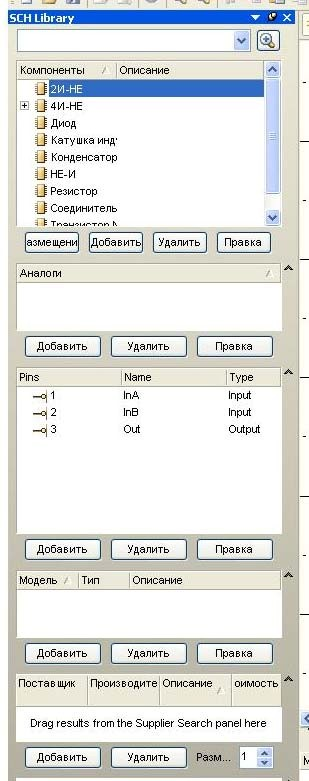 SCH Library
Компоненты Описание
2И-НЕ
4И-НЕ
Диод
Катушка инд
Конденсатор
НЕ-И
Резистор
Соединитель
Транзистор N
азмещени Добавить Удалить Правка
Аналоги
Добавить Удалить Правка
Pins Name Type
1 InA Input
2 InB Input
3 Out Output
Добавить Удалить Правка
Модель Тип Описание
Добавить Удалить Правка
Поставщик Производите Описание оимость
Drag results from the Supplier Search panel here
Добавить Удалить Разм... 1